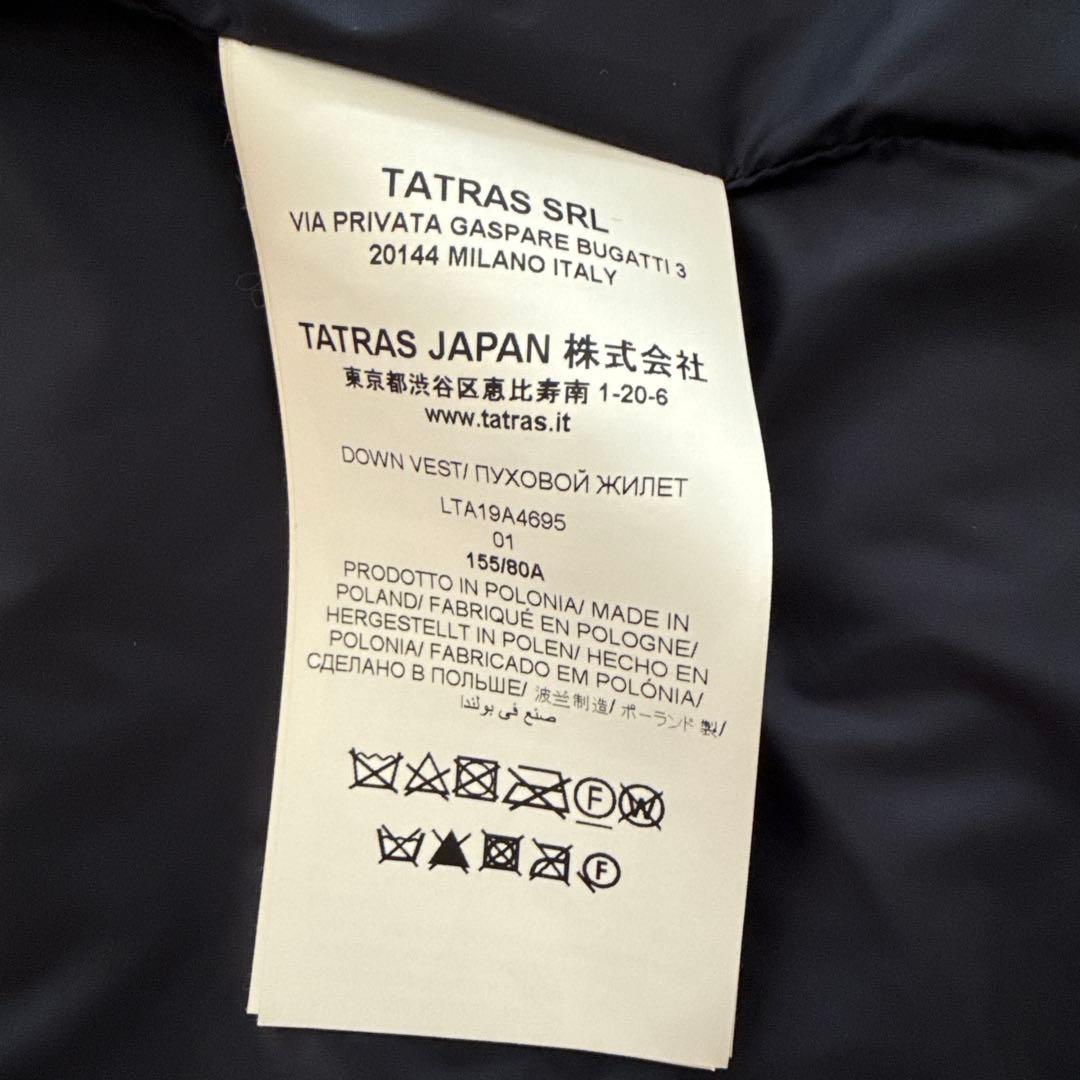 TATRAS SRL
VIA PRIVATA GASPARE BUGATTI 3
20144 MILANO ITALY
TATRAS JAPAN 株式会社
東京都渋谷区恵比寿南 1-20-6
www.tatras.it
DOWN VEST/ ПУХОВОЙ ЖИЛЕТ
LTA19A4695
01
155/80A
PRODOTTO IN POLONIA/ MADE IN
POLAND/ FABRIQUÉ EN POLOGNE/
HERGESTELLT IN POLEN/ HECHO EN
POLONIA/ FABRICADO EM POLÓNIA/
СДЕЛАНО В ПОЛЬШЕ/ 波兰制造/ ポーランド製/
صنع في بولندا
F W
F